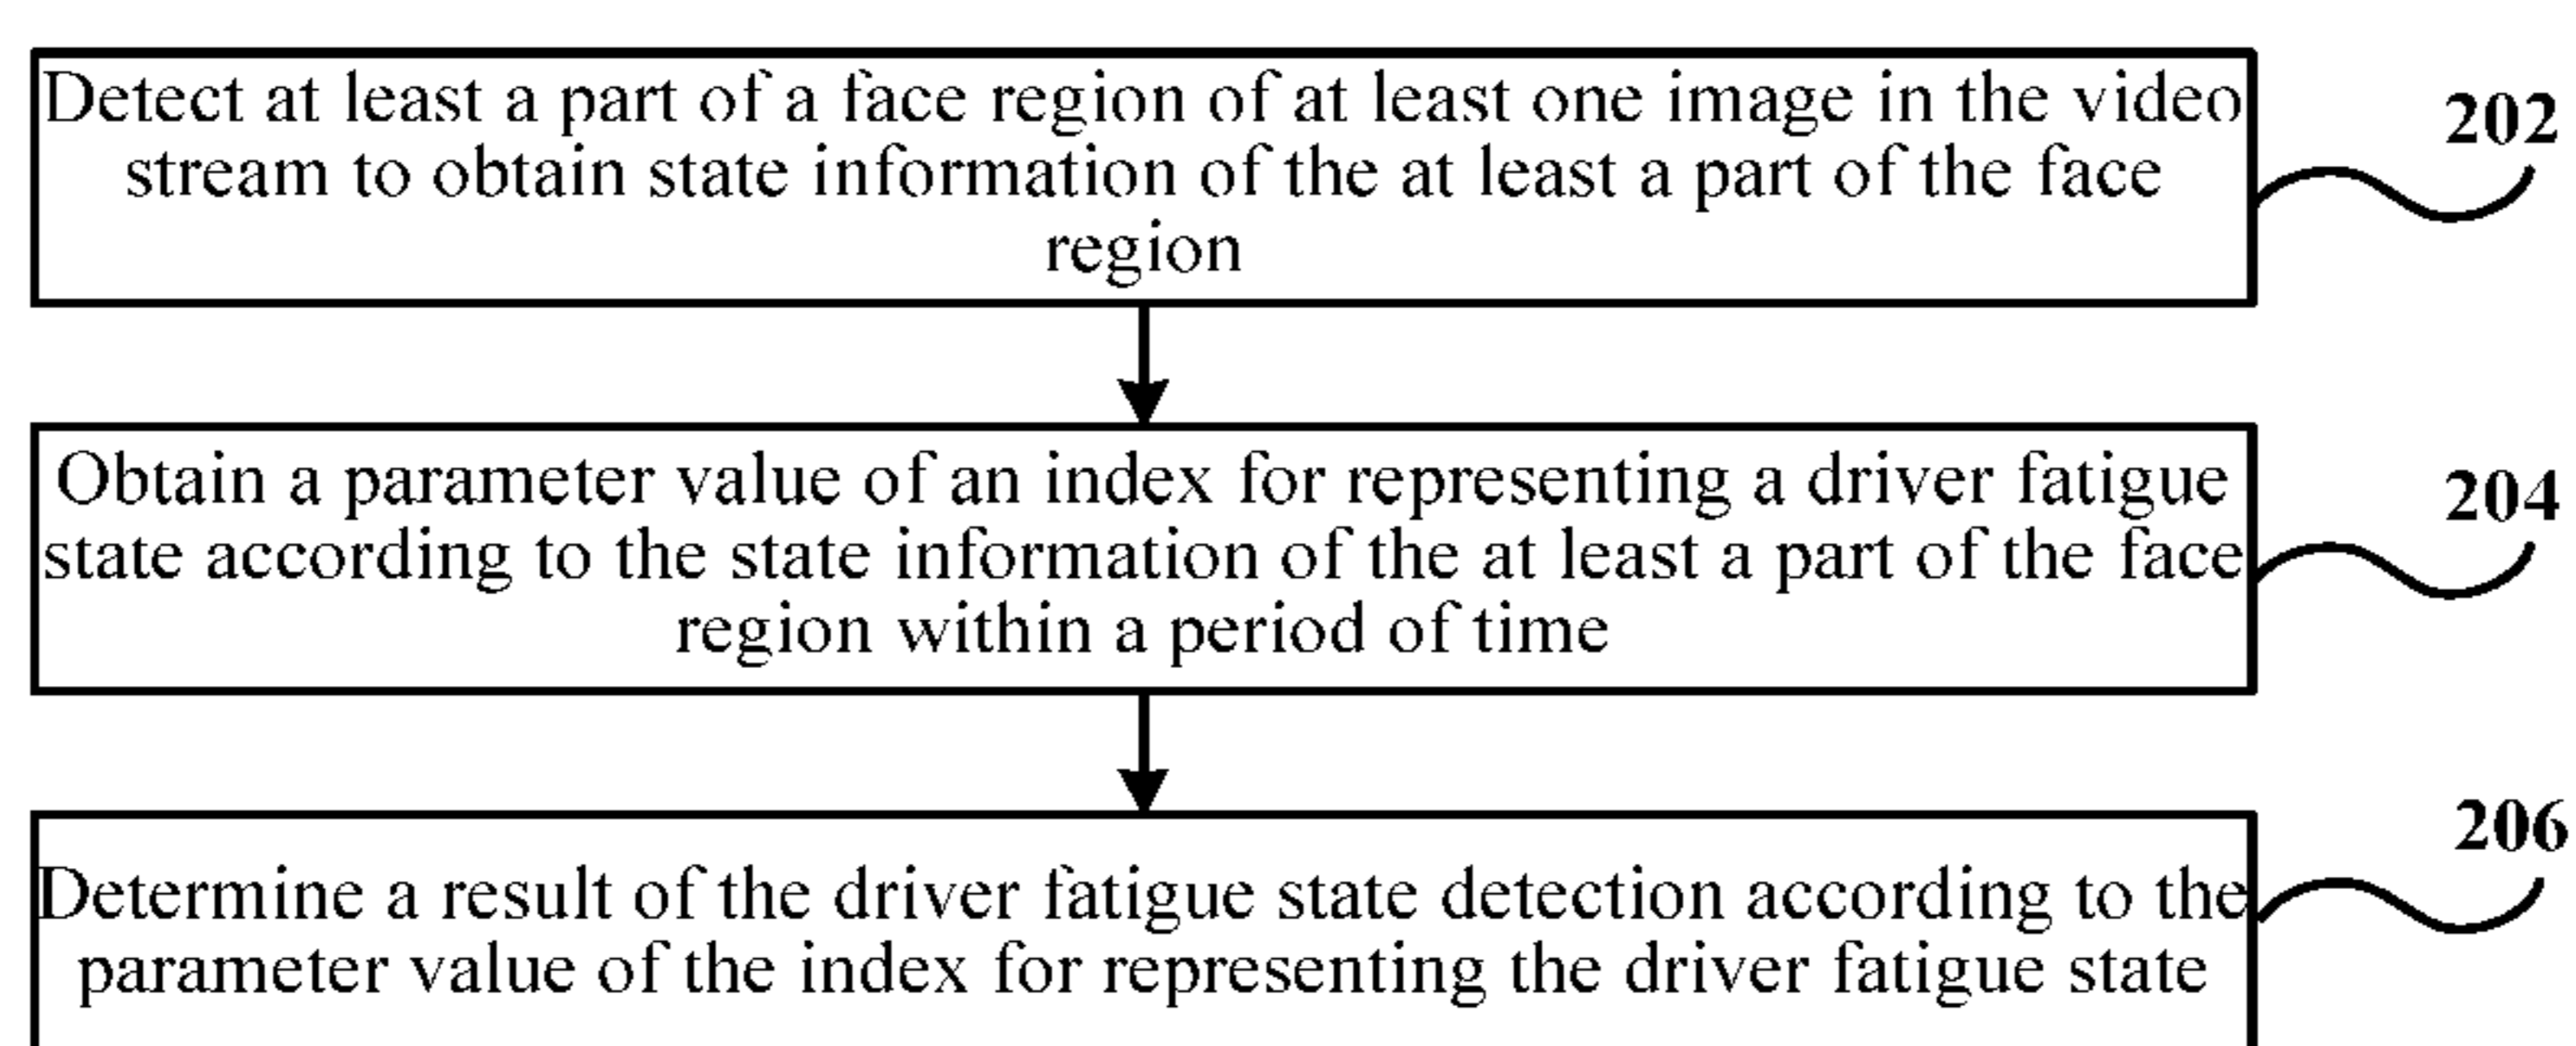 Detect at least a part of a face region of at least one image in the video
stream to obtain state information of the at least a part of the face
region
202
Obtain a parameter value of an index for representing a driver fatigue
state according to the state information of the at least a part of the face
region within a period of time
204
Determine a result of the driver fatigue state detection according to the
parameter value of the index for representing the driver fatigue state
206